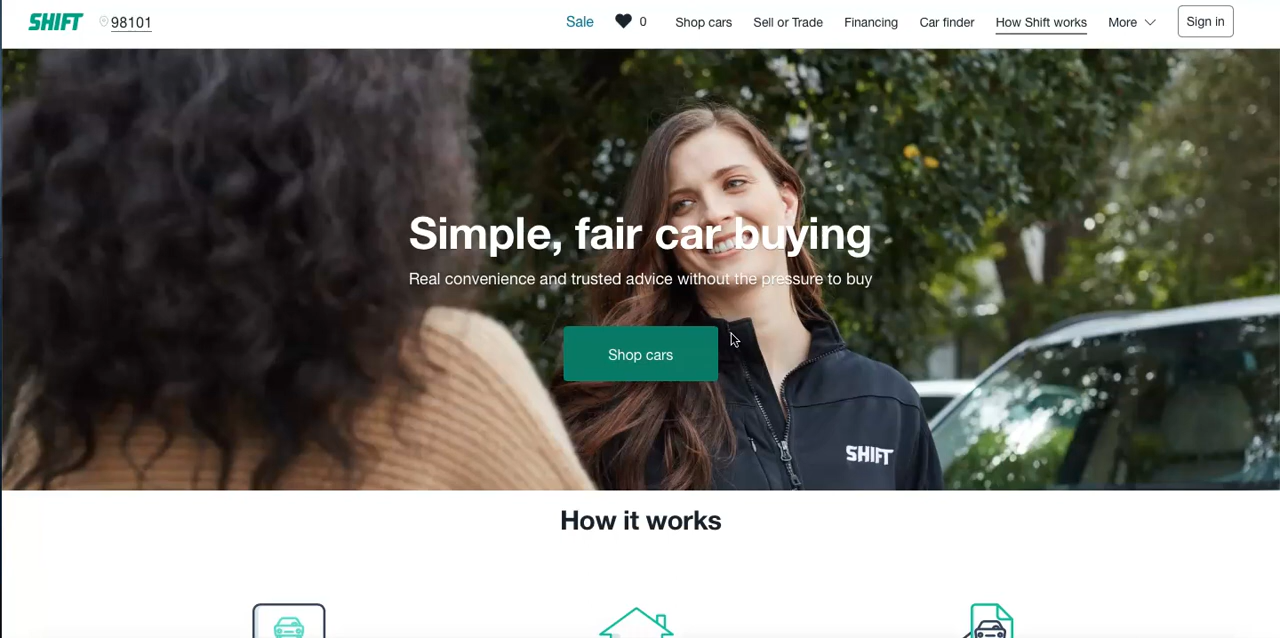 SHIFT 98101 Sale 0 Shop cars Sell or Trade Financing Car finder How Shift works More Sign in
Simple, fair car buying
Real convenience and trusted advice without the pressure to buy
Shop cars
SHIFT
How it works